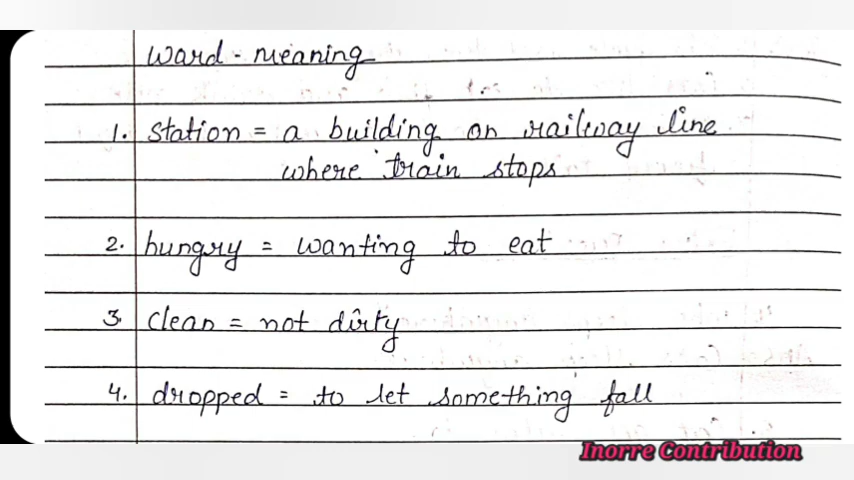 ward - meaning
1. station = a building on railway line
where train stops
2. hungry = wanting to eat
3. clean = not dirty
4. dropped = to let something fall
Inorre Contribution